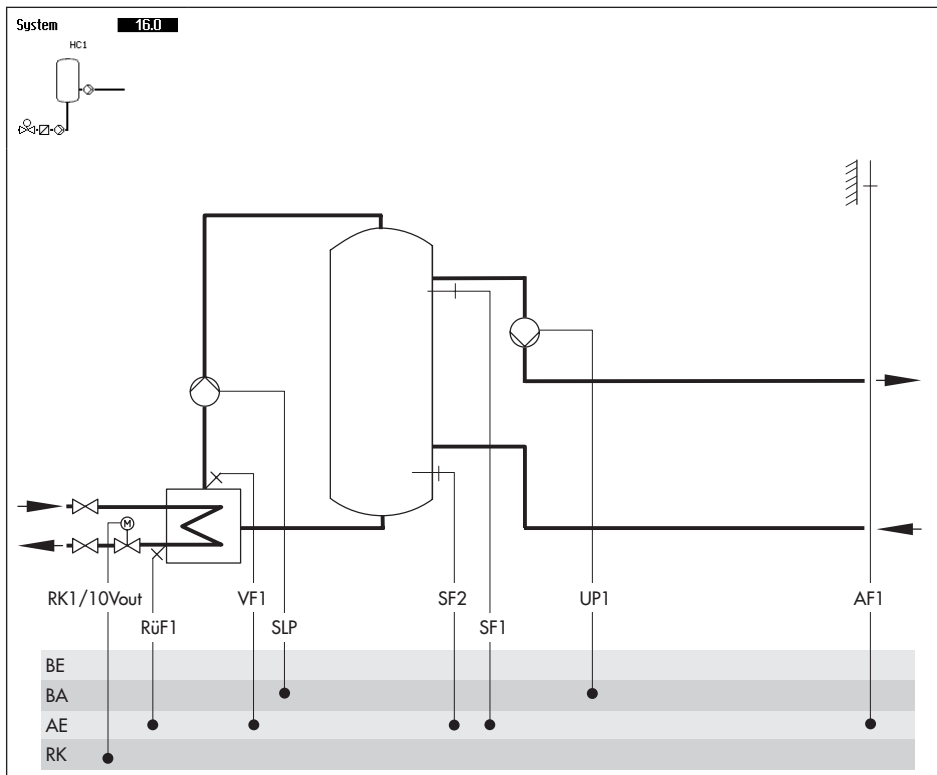 System 16.0
HC1
M
RK1/10Vout VF1 SF2 UP1 AF1
RüF1 SLP SF1
BE
BA
AE
RK